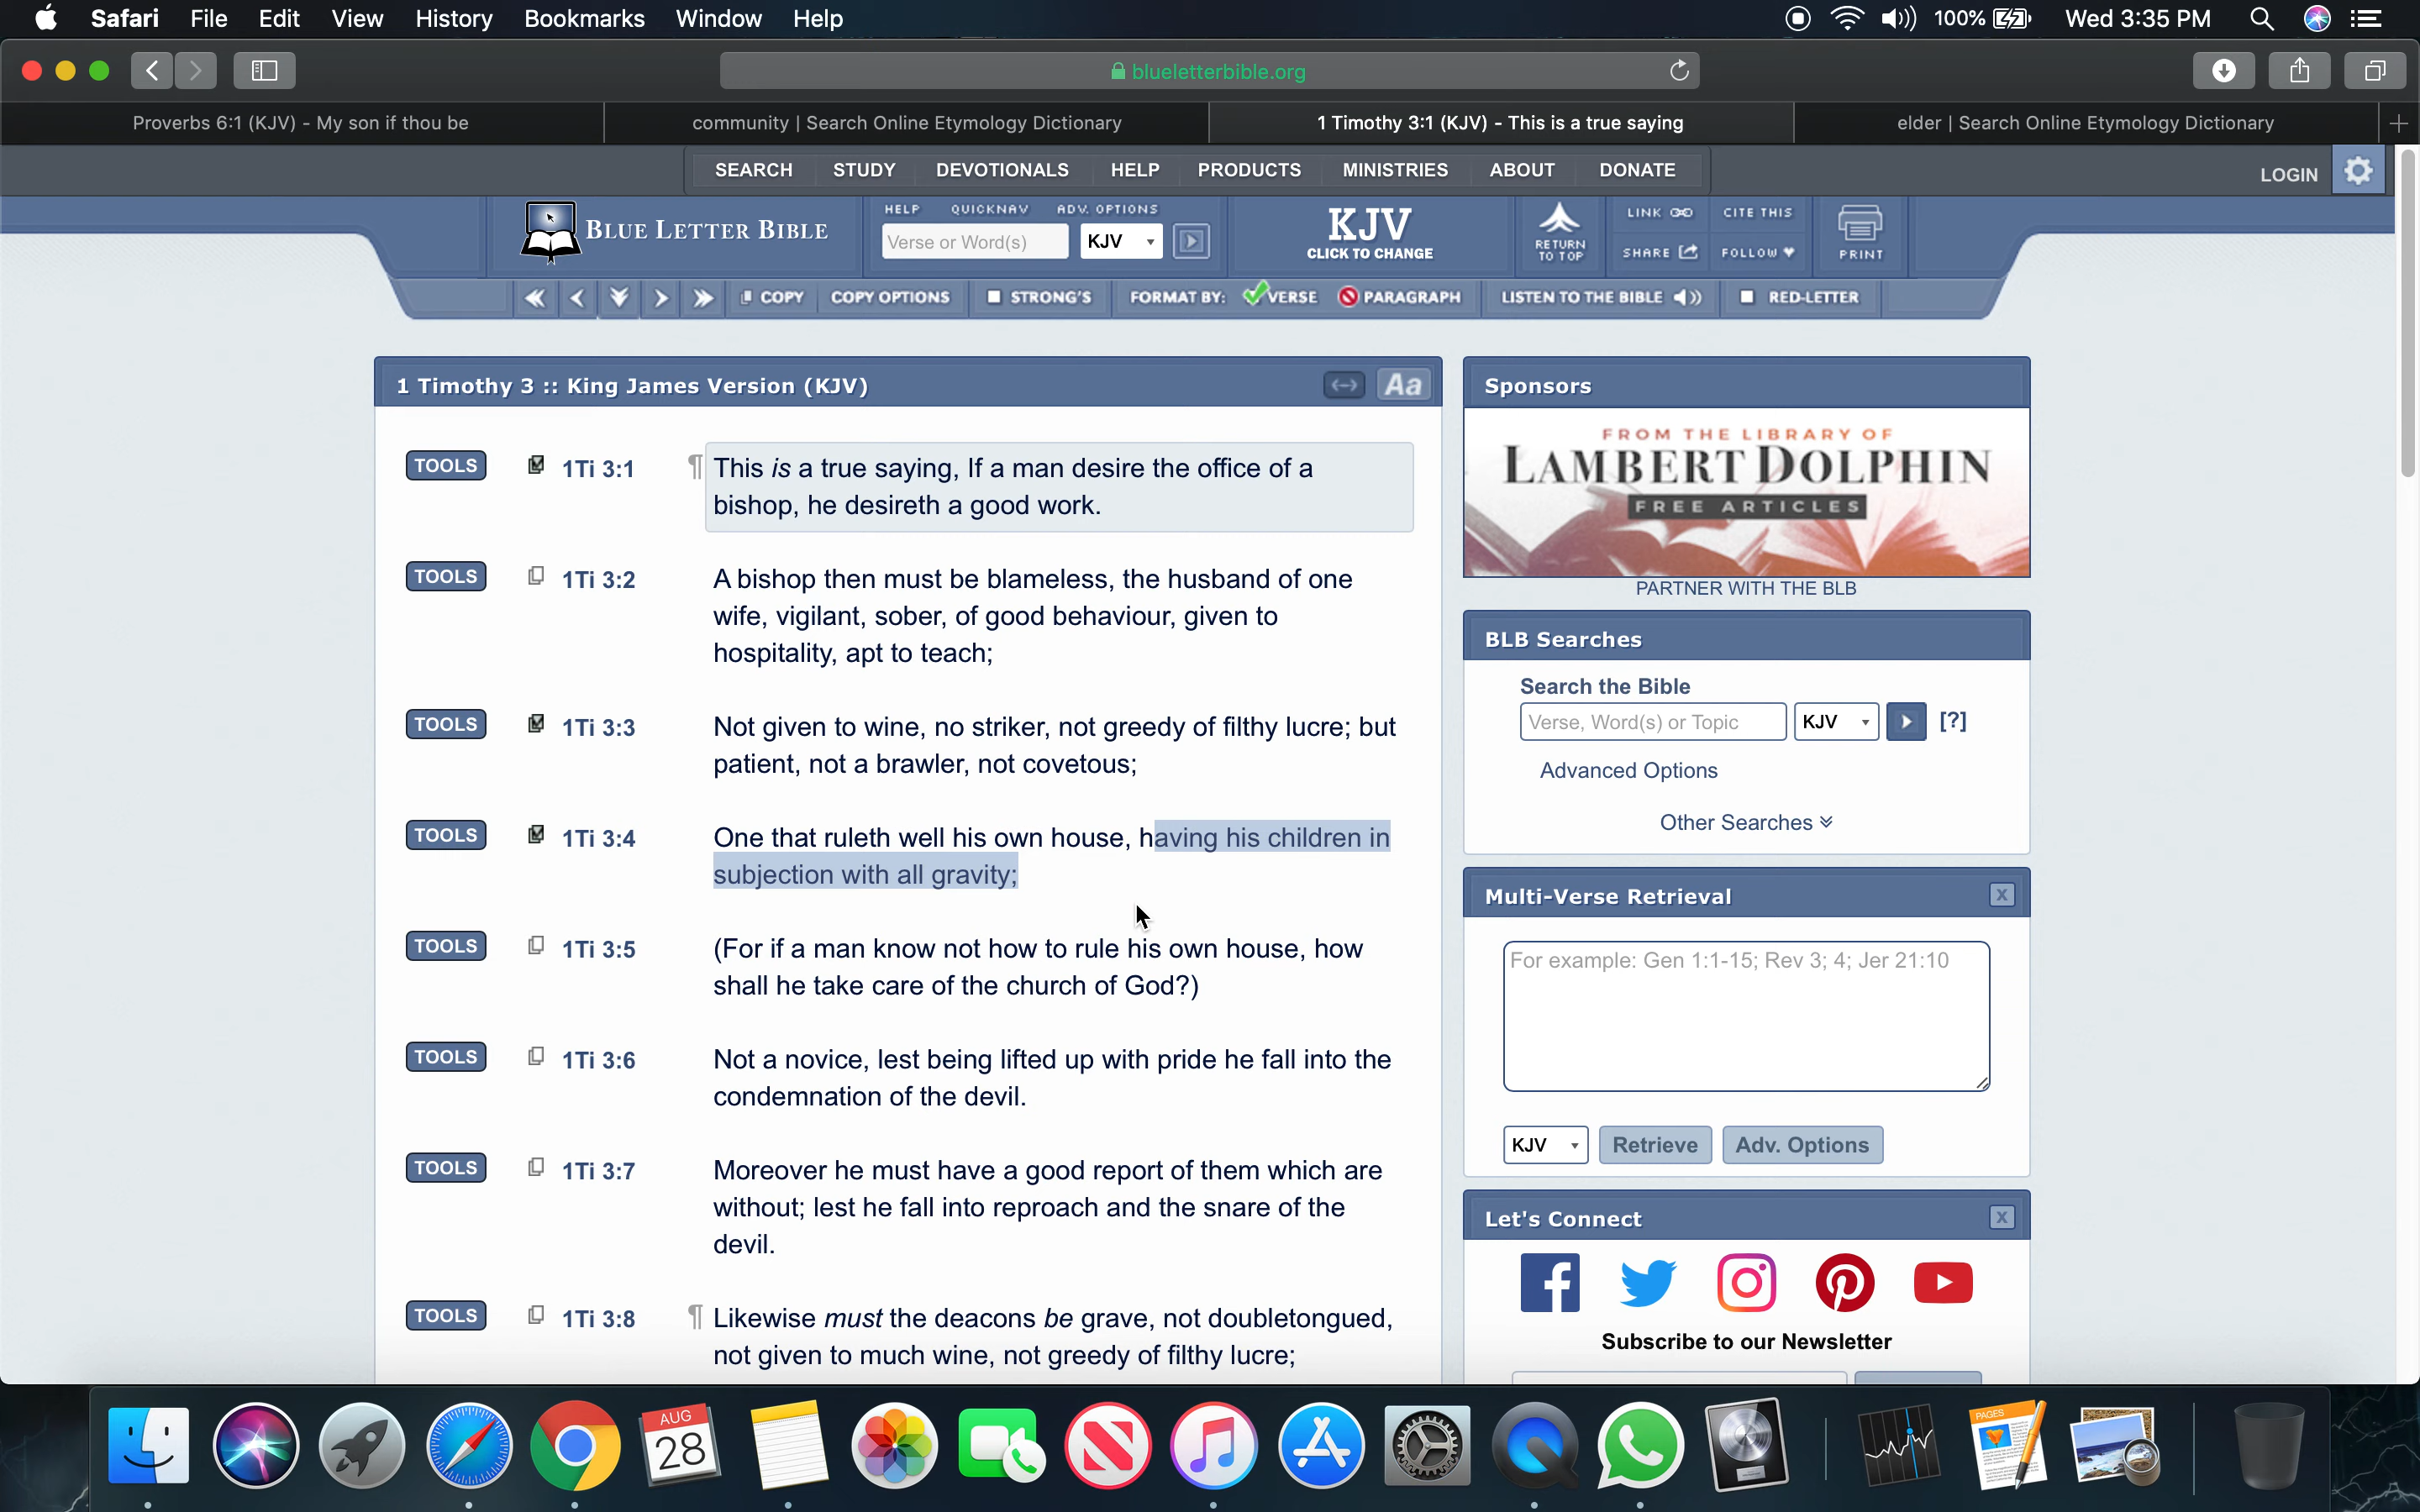 Safari File Edit View History Bookmarks Window Help
100% Wed 3:35 PM
blueletterbible.org
Proverbs 6:1 (KJV) - My son if thou be
community | Search Online Etymology Dictionary
1 Timothy 3:1 (KJV) - This is a true saying
elder | Search Online Etymology Dictionary
SEARCH STUDY DEVOTIONALS HELP PRODUCTS MINISTRIES ABOUT DONATE
LOGIN
BLUE LETTER BIBLE
HELP QUICKNAV ADV. OPTIONS
Verse or Word(s) KJV
KJV
CLICK TO CHANGE
RETURN
TO TOP
LINK CITE THIS
SHARE FOLLOW
PRINT
COPY COPY OPTIONS STRONG'S FORMAT BY: VERSE PARAGRAPH LISTEN TO THE BIBLE RED-LETTER
1 Timothy 3 :: King James Version (KJV)
Aa
TOOLS 1Ti 3:1 ¶ This is a true saying, If a man desire the office of a
bishop, he desireth a good work.
TOOLS 1Ti 3:2 A bishop then must be blameless, the husband of one
wife, vigilant, sober, of good behaviour, given to
hospitality, apt to teach;
TOOLS 1Ti 3:3 Not given to wine, no striker, not greedy of filthy lucre; but
patient, not a brawler, not covetous;
TOOLS 1Ti 3:4 One that ruleth well his own house, having his children in
subjection with all gravity;
TOOLS 1Ti 3:5 (For if a man know not how to rule his own house, how
shall he take care of the church of God?)
TOOLS 1Ti 3:6 Not a novice, lest being lifted up with pride he fall into the
condemnation of the devil.
TOOLS 1Ti 3:7 Moreover he must have a good report of them which are
without; lest he fall into reproach and the snare of the
devil.
TOOLS 1Ti 3:8 ¶ Likewise must the deacons be grave, not doubletongued,
not given to much wine, not greedy of filthy lucre;
Sponsors
FROM THE LIBRARY OF
LAMBERT DOLPHIN
FREE ARTICLES
PARTNER WITH THE BLB
BLB Searches
Search the Bible
Verse, Word(s) or Topic KJV [?]
Advanced Options
Other Searches
Multi-Verse Retrieval
X
For example: Gen 1:1-15; Rev 3; 4; Jer 21:10
KJV Retrieve Adv. Options
Let's Connect
X
Subscribe to our Newsletter
AUG
28
PAGES